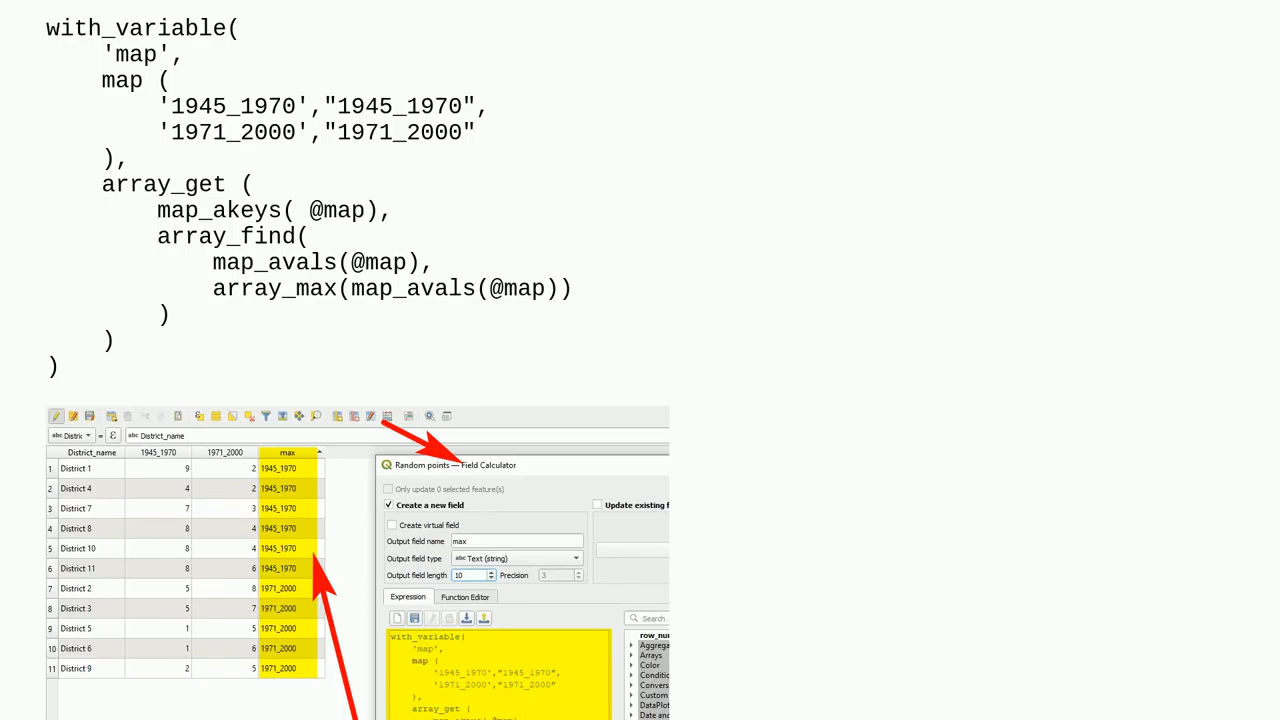 with_variable(
'map',
map (
'1945_1970',"1945_1970",
'1971_2000',"1971_2000"
),
array_get (
map_akeys( @map),
array_find(
map_avals(@map),
array_max(map_avals(@map))
)
)
)
abc Distric = ε abc District_name
District_name 1945_1970 1971_2000 max
1 District 1 9 2 1945_1970
2 District 4 4 2 1945_1970
3 District 7 7 3 1945_1970
4 District 8 8 4 1945_1970
5 District 10 8 4 1945_1970
6 District 11 8 6 1945_1970
7 District 2 5 8 1971_2000
8 District 3 5 7 1971_2000
9 District 5 1 5 1971_2000
10 District 6 1 6 1971_2000
11 District 9 2 5 1971_2000
Random points — Field Calculator
Only update 0 selected feature(s)
Create a new field Update existing f
Create virtual field
Output field name max
Output field type abc Text (string)
Output field length 10 Precision 3
Expression Function Editor
Search...
with_variable(
'map',
map (
'1945_1970',"1945_1970",
'1971_2000',"1971_2000"
),
array_get (
row_num
Aggrega
Arrays
Color
Conditio
Convers
Custom
DataPlot
Date and